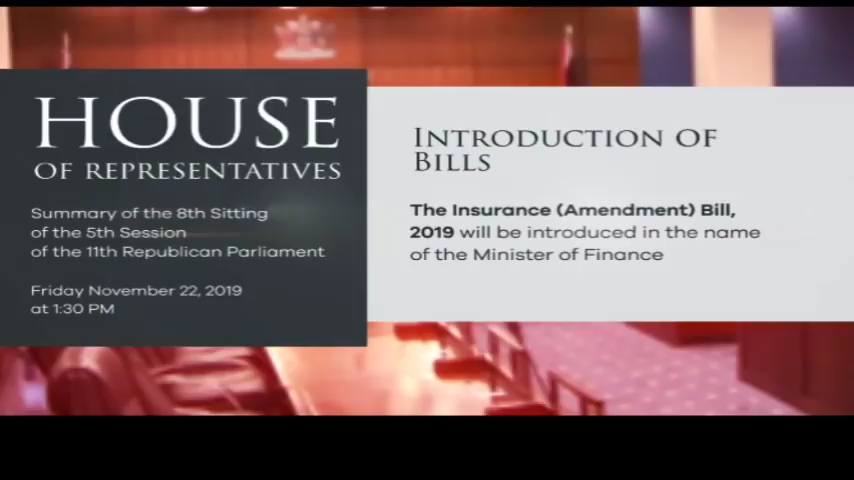 HOUSE
OF REPRESENTATIVES
Summary of the 8th Sitting
of the 5th Session
of the 11th Republican Parliament
Friday November 22, 2019
at 1:30 PM
INTRODUCTION OF
BILLS
The Insurance (Amendment) Bill,
2019 will be introduced in the name
of the Minister of Finance